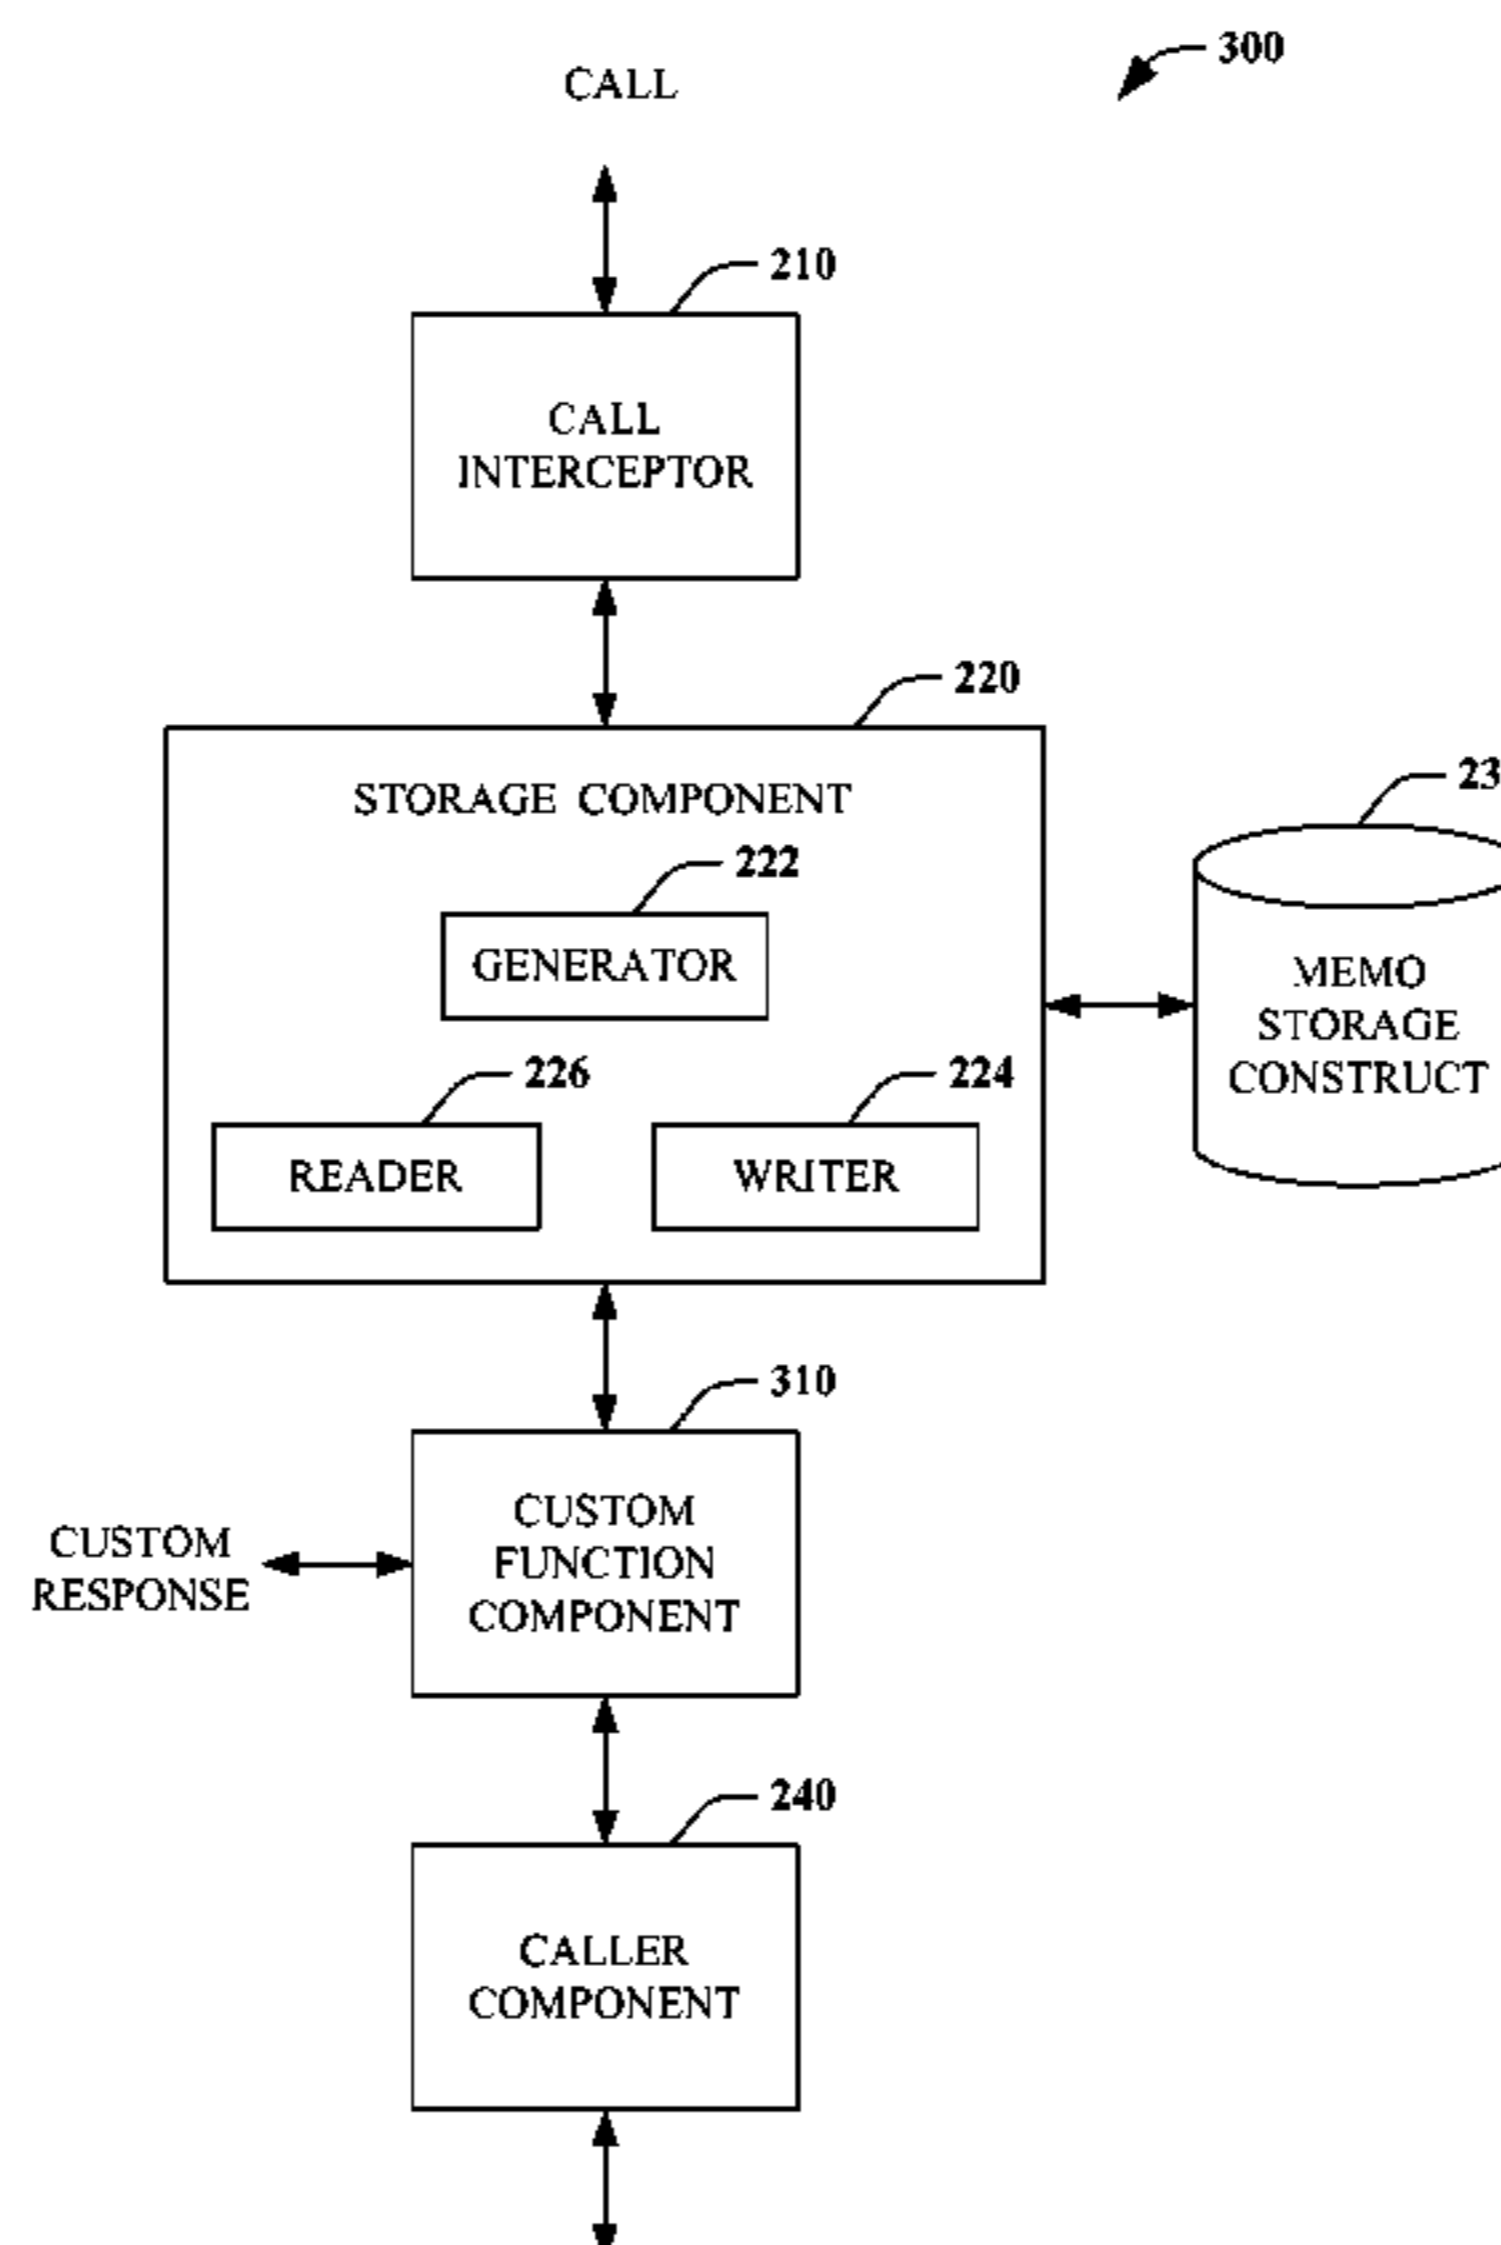 300
CALL
210
CALL
INTERCEPTOR
220
STORAGE COMPONENT
23
222
GENERATOR
MEMO
STORAGE
CONSTRUCT
226
224
READER
WRITER
310
CUSTOM
FUNCTION
COMPONENT
CUSTOM
RESPONSE
240
CALLER
COMPONENT